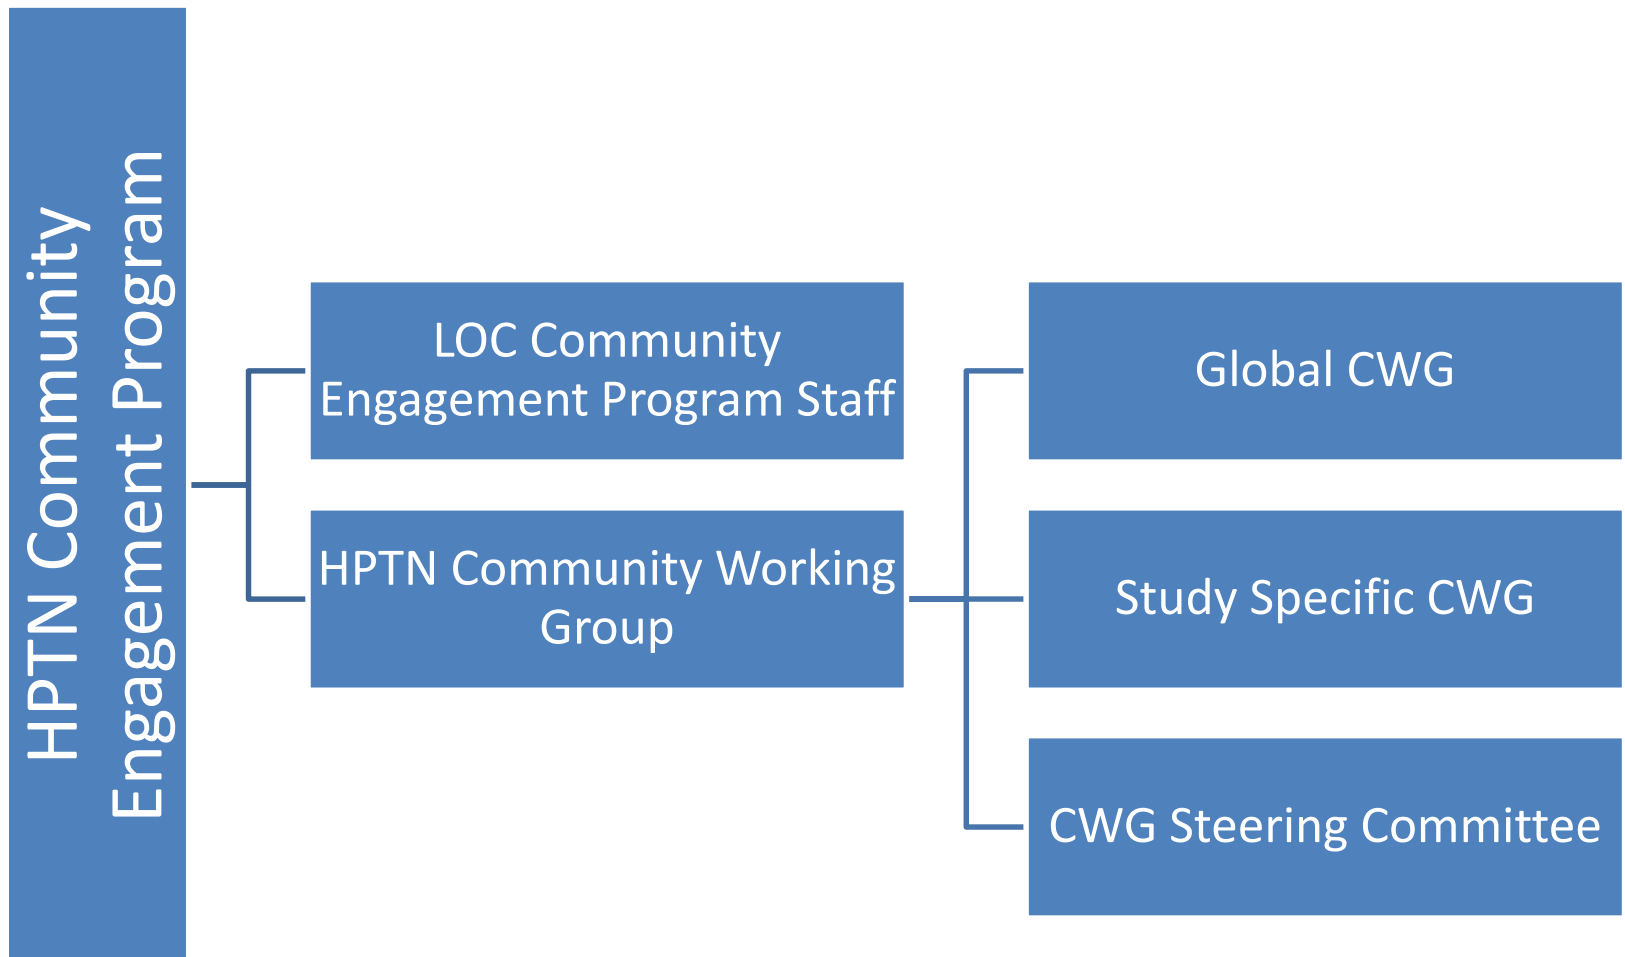 HPTN Community
Engagement Program
LOC Community
Engagement Program Staff
HPTN Community Working
Group
Global CWG
Study Specific CWG
CWG Steering Committee